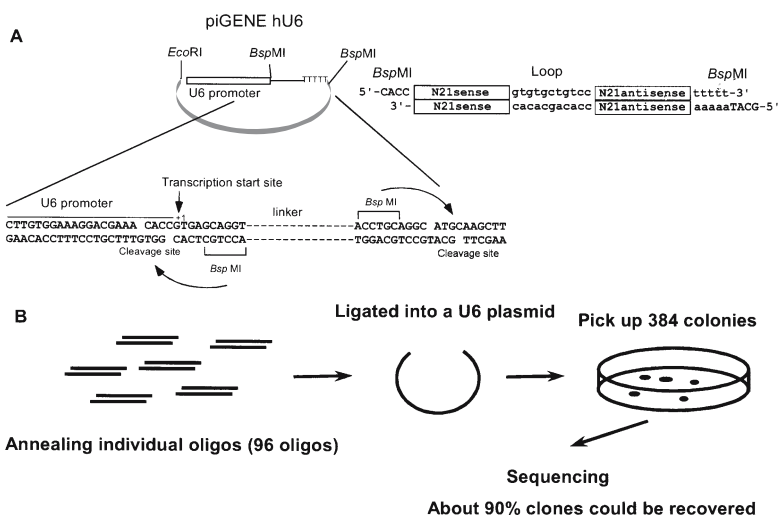 piGENE hU6
A
EcoRI
BspMI
BspMI
TTTTT
U6 promoter
BspMI
Loop
BspMI
5'-CACC N21sense gtgtgctgtcc N21antisense ttttt-3'
3'- N21sense cacacgacacc N21antisense aaaaaTACG-5'
Transcription start site
U6 promoter
+1
linker
Bsp MI
CTTGTGGAAAGGACGAAA CACCGTGAGCAGGT------------------ACCTGCAGGC ATGCAAGCTT
GAACACCTTTCCTGCTTTGTGG CACTCGTCCA------------------TGGACGTCCGTACG TTCGAA
Cleavage site
Bsp MI
Cleavage site
B
Ligated into a U6 plasmid
Pick up 384 colonies
Annealing individual oligos (96 oligos)
Sequencing
About 90% clones could be recovered